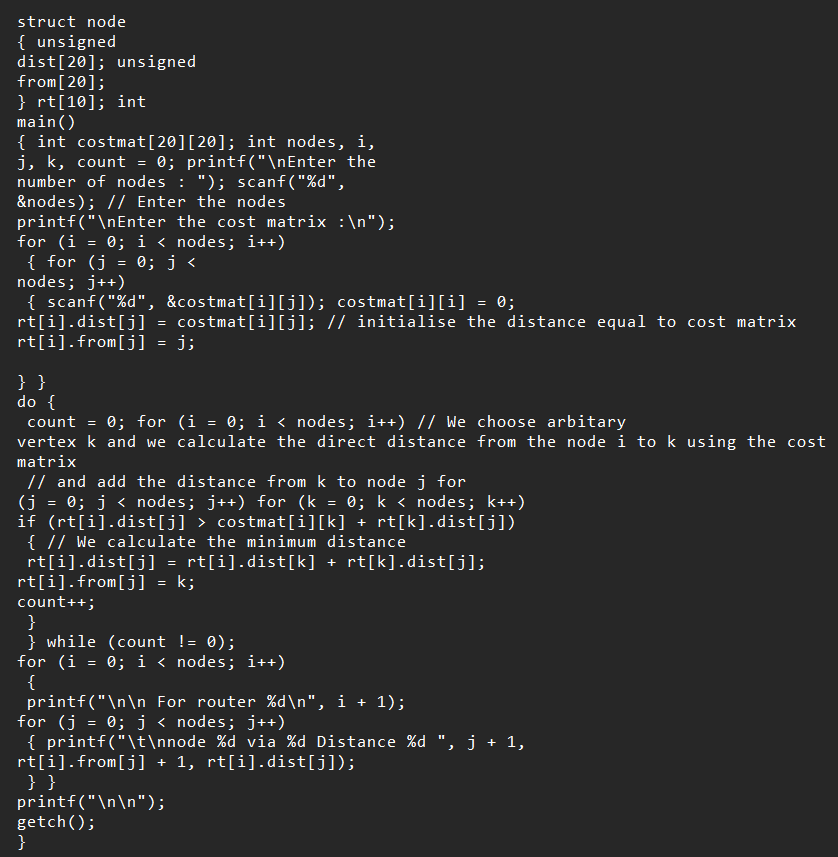 struct node
{ unsigned
dist[20]; unsigned
from[20];
} rt[10]; int
main()
{ int costmat[20][20]; int nodes, i,
j, k, count = 0; printf("\nEnter the
number of nodes : "); scanf("%d",
&nodes); // Enter the nodes
printf("\nEnter the cost matrix :\n");
for (i = 0; i < nodes; i++)
{ for (j = 0; j <
nodes; j++)
{ scanf("%d", &costmat[i][j]); costmat[i][i] = 0;
rt[i].dist[j] = costmat[i][j]; // initialise the distance equal to cost matrix
rt[i].from[j] = j;

} }
do {
count = 0; for (i = 0; i < nodes; i++) // We choose arbitary
vertex k and we calculate the direct distance from the node i to k using the cost
matrix
// and add the distance from k to node j for
(j = 0; j < nodes; j++) for (k = 0; k < nodes; k++)
if (rt[i].dist[j] > costmat[i][k] + rt[k].dist[j])
{ // We calculate the minimum distance
rt[i].dist[j] = rt[i].dist[k] + rt[k].dist[j];
rt[i].from[j] = k;
count++;
}
} while (count != 0);
for (i = 0; i < nodes; i++)
{
printf("\n\n For router %d\n", i + 1);
for (j = 0; j < nodes; j++)
{ printf("\t\nnode %d via %d Distance %d ", j + 1,
rt[i].from[j] + 1, rt[i].dist[j]);
} }
printf("\n\n");
getch();
}